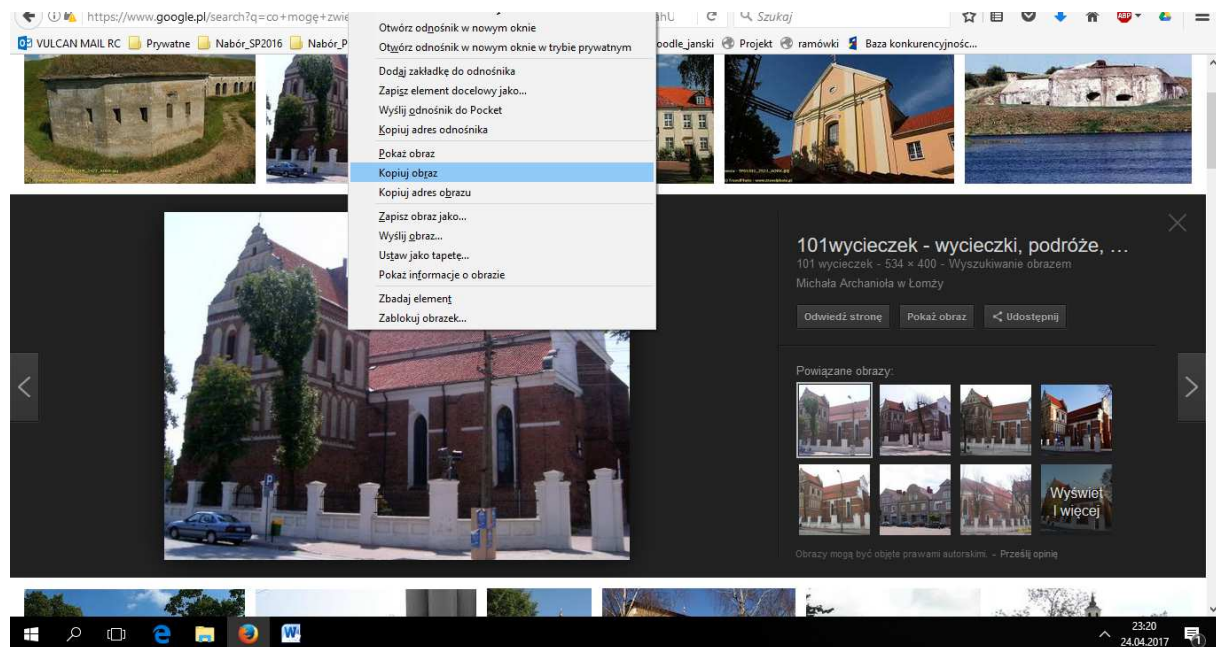 https://www.google.pl/search?q=co+mogę+zwie
Szukaj
ABP
VULCAN MAIL RC
Prywatne
Nabór_SP2016
Nabór_P
oodle_janski
Projekt
ramówki
Baza konkurencyjnośc...
Otwórz odnośnik w nowym oknie
Otwórz odnośnik w nowym oknie w trybie prywatnym
Dodaj zakładkę do odnośnika
Zapisz element docelowy jako...
Wyślij odnośnik do Pocket
Kopiuj adres odnośnika
Pokaż obraz
Kopiuj obraz
Kopiuj adres obrazu
Zapisz obraz jako...
Wyślij obraz...
Ustaw jako tapetę...
Pokaż informacje o obrazie
Zbadaj element
Zablokuj obrazek...
101wycieczek - wycieczki, podróże, …
101 wycieczek - 534 × 400 - Wyszukiwanie obrazem
Michała Archanioła w Łomży
Odwiedź stronę
Pokaż obraz
Udostępnij
Powiązane obrazy:
Wyświet
l więcej
Obrazy mogą być objęte prawami autorskimi. - Prześlij opinię
23:20
24.04.2017
1